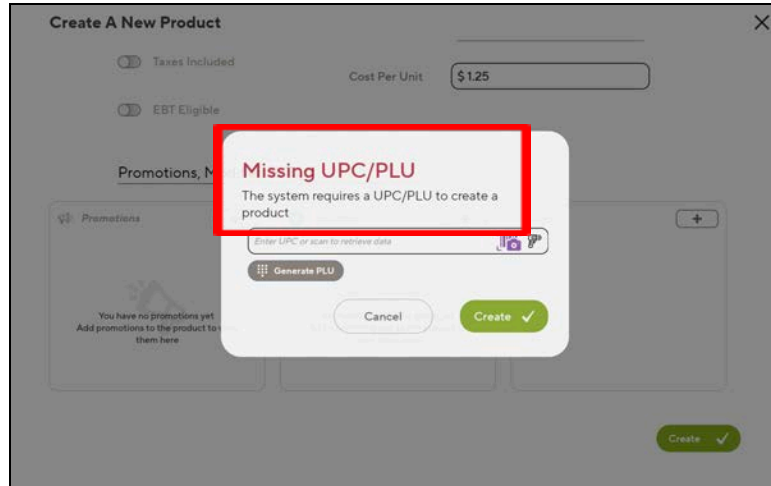 Create A New Product
Taxes Included
Cost Per Unit
$1.25
EBT Eligible
Promotions, M
Missing UPC/PLU
The system requires a UPC/PLU to create a
product
Enter UPC or scan to retrieve data
Generate PLU
Cancel
Create
Promotions
You have no promotions yet
Add promotions to the product to
them here
Create